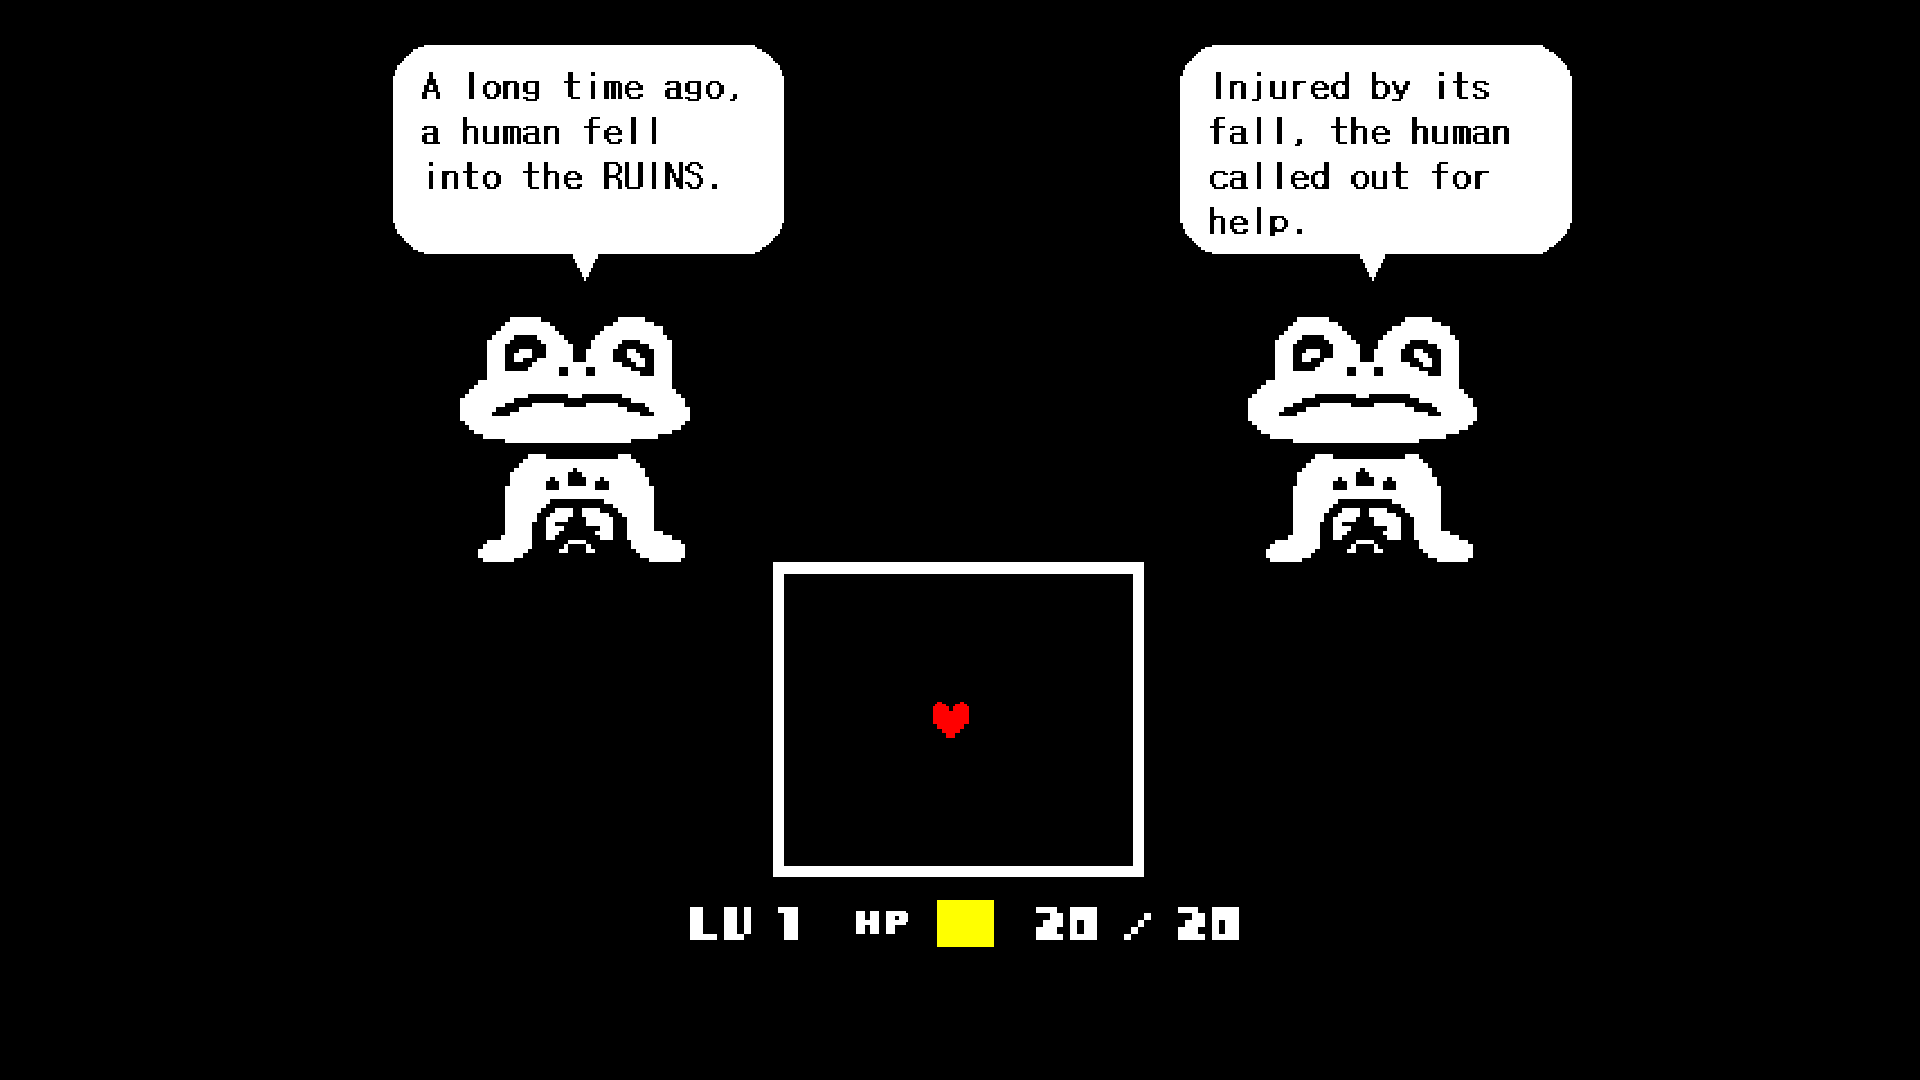 A long time ago,
a human fell
into the RUINS.
Injured by its
fall, the human
called out for
help.
LV 1 HP 20 / 20